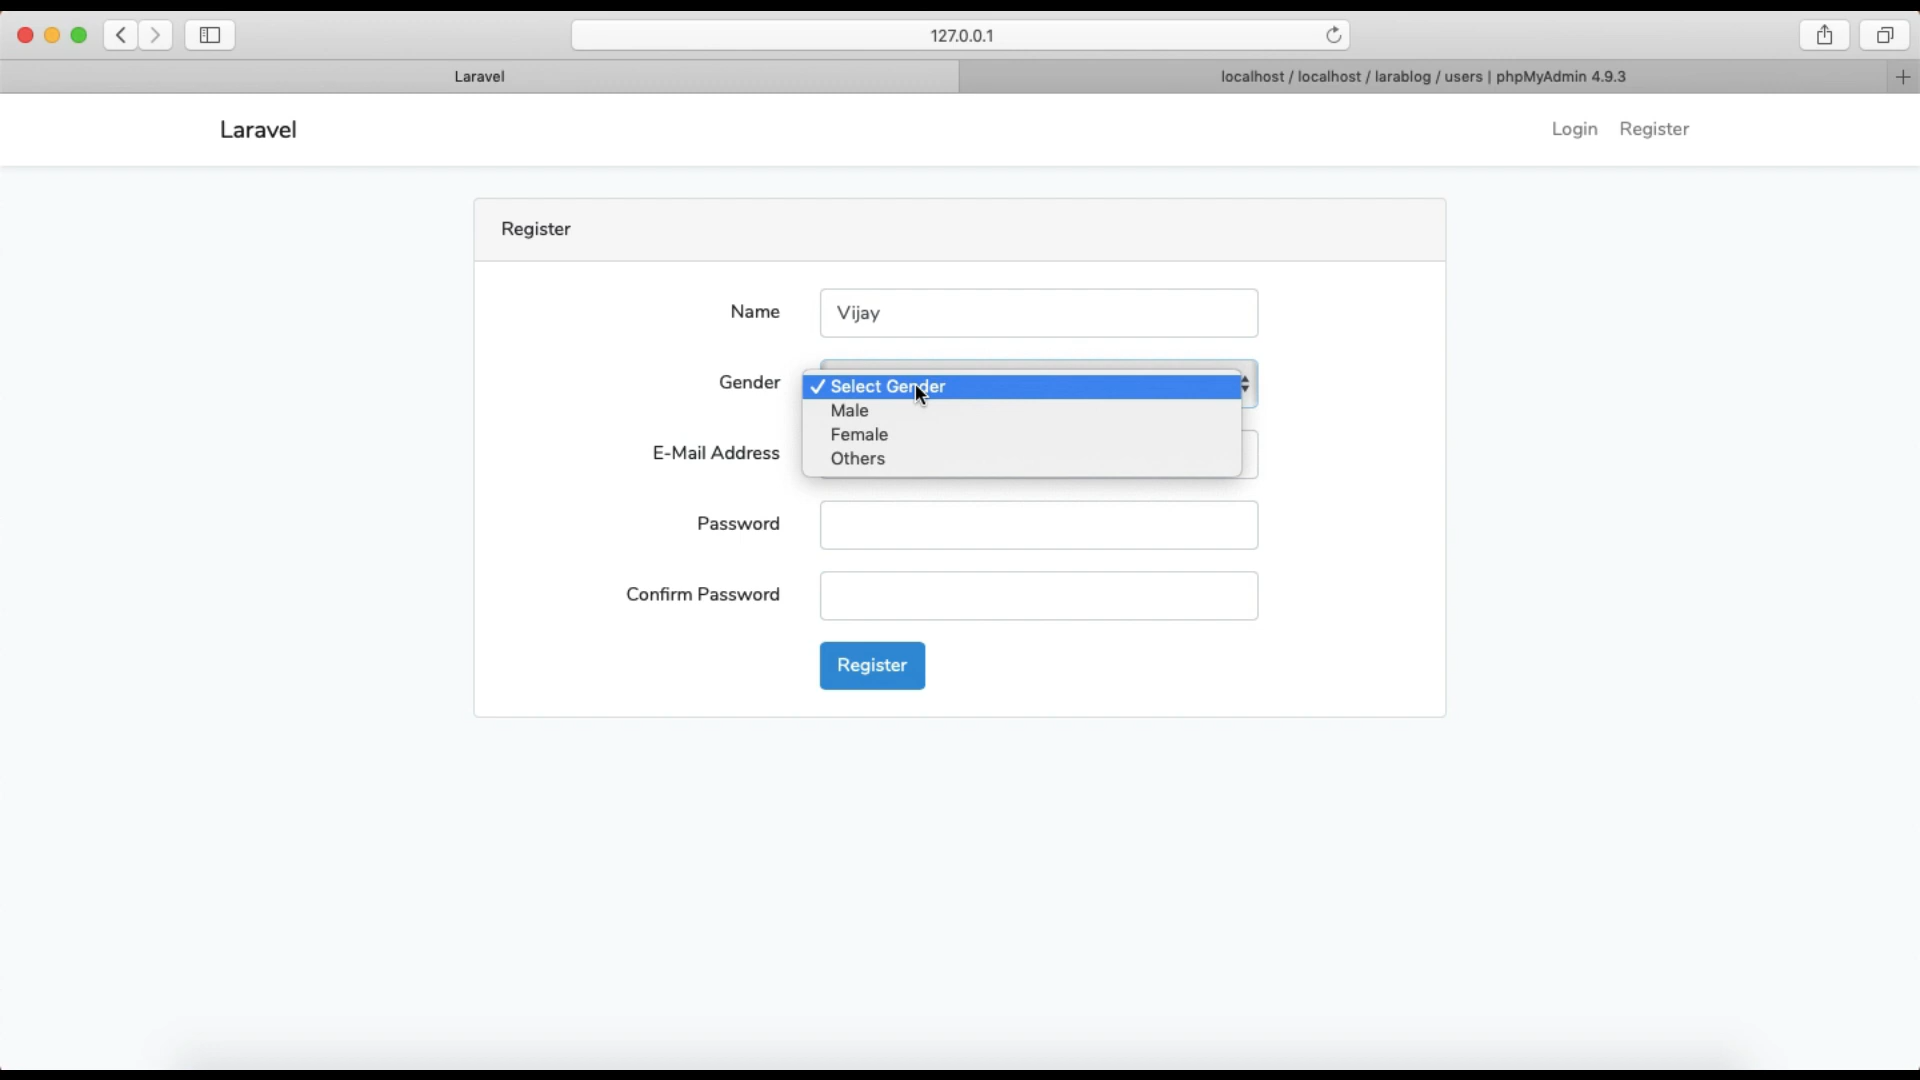 127.0.0.1
Laravel
localhost / localhost / larablog / users | phpMyAdmin 4.9.3
Laravel
Login Register
Register
Name
Vijay
Gender
✓ Select Gender
Male
Female
Others
E-Mail Address
Password
Confirm Password
Register